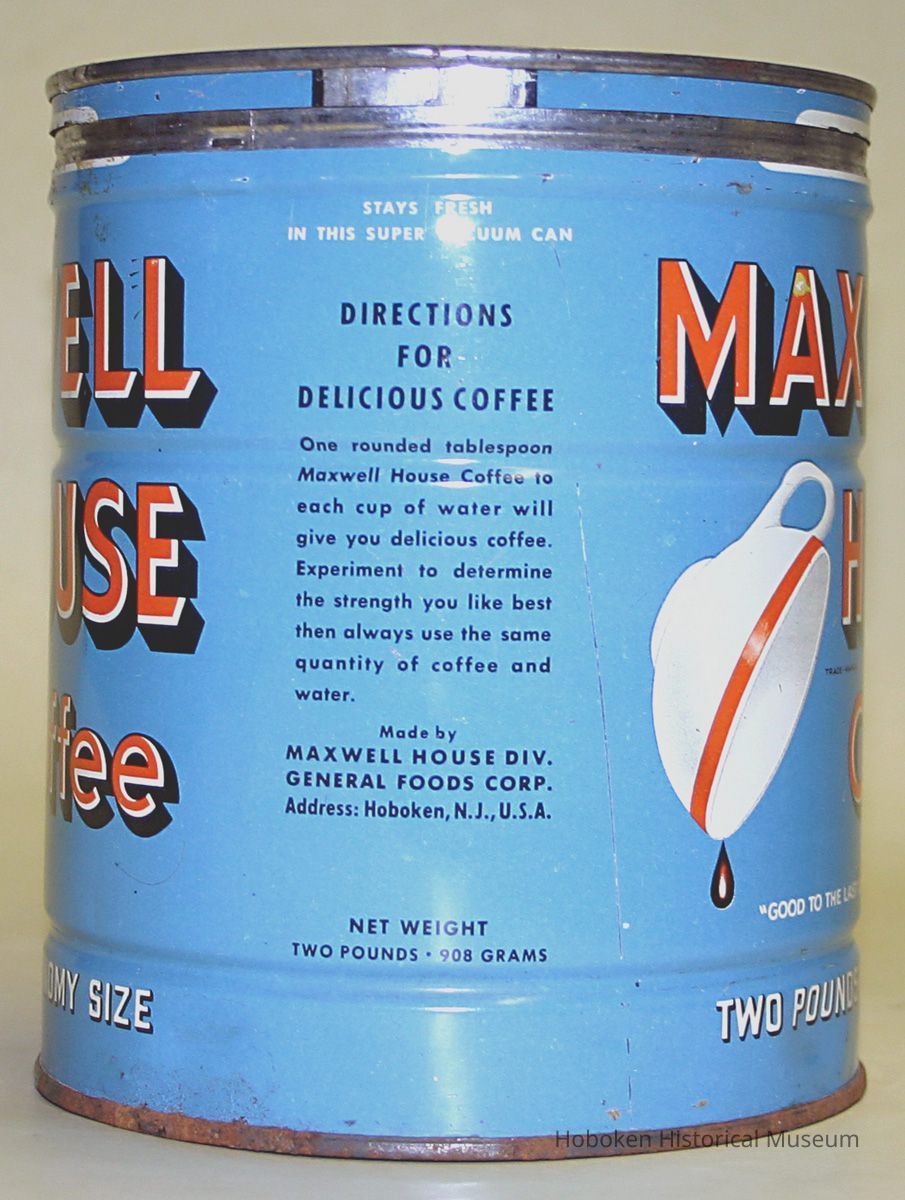 STAYS FRESH
IN THIS SUPER VACUUM CAN
ELL
USE
ffee
OMY SIZE
DIRECTIONS
FOR
DELICIOUS COFFEE
One rounded tablespoon
Maxwell House Coffee to
each cup of water will
give you delicious coffee.
Experiment to determine
the strength you like best
then always use the same
quantity of coffee and
water.
Made by
MAXWELL HOUSE DIV.
GENERAL FOODS CORP.
Address: Hoboken, N.J., U.S.A.
NET WEIGHT
TWO POUNDS • 908 GRAMS
MAX
H
"GOOD TO THE LAST
TWO POUNDS
Hoboken Historical Museum